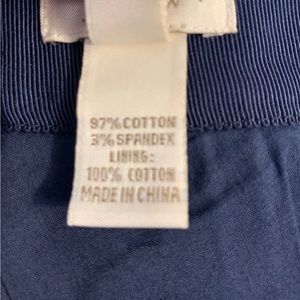 97% COTTON
3% SPANDEX
LINING:
100% COTTON
MADE IN CHINA